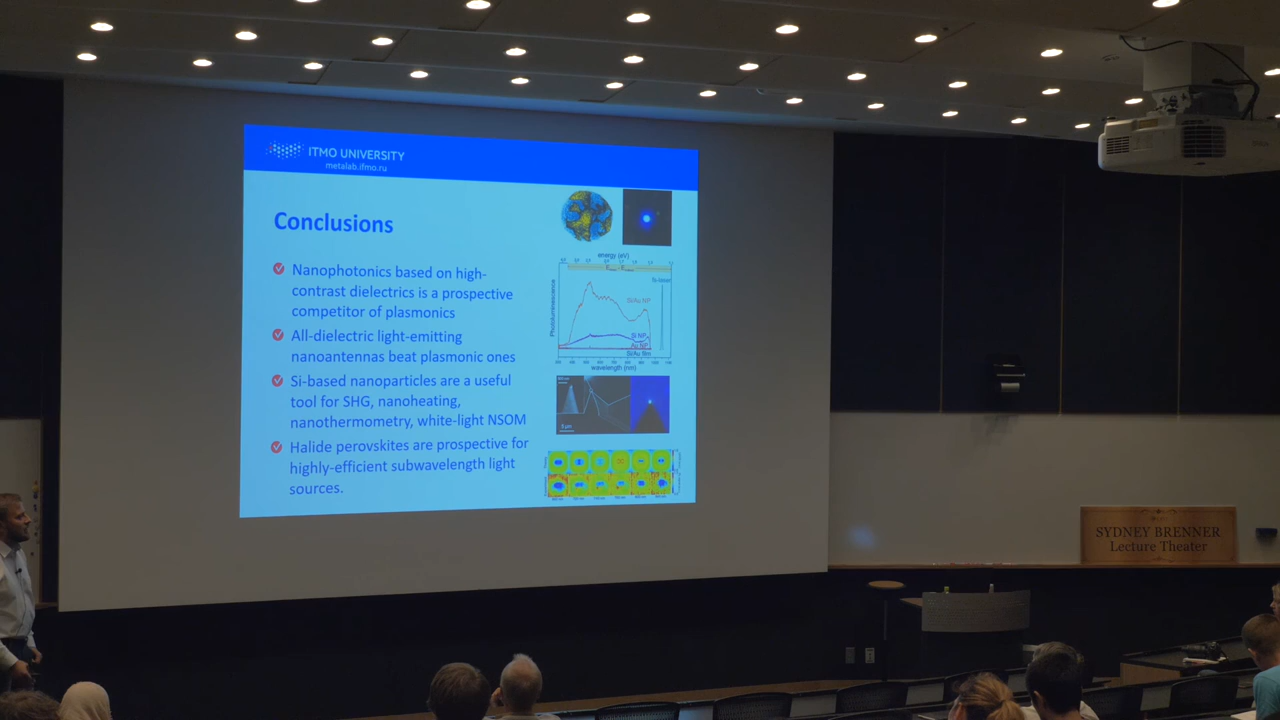 ITMO UNIVERSITY
metalab.ifmo.ru
Conclusions
Nanophotonics based on high-
contrast dielectrics is a prospective
competitor of plasmonics
All-dielectric light-emitting
nanoantennas beat plasmonic ones
Si-based nanoparticles are a useful
tool for SHG, nanoheating,
nanothermometry, white-light NSOM
Halide perovskites are prospective for
highly-efficient subwavelength light
sources.
energy (eV)
Photoluminescence
Si/Au NP
Si NP
Au NP
Si/Au film
wavelength (nm)
SYDNEY BRENNER
Lecture Theater